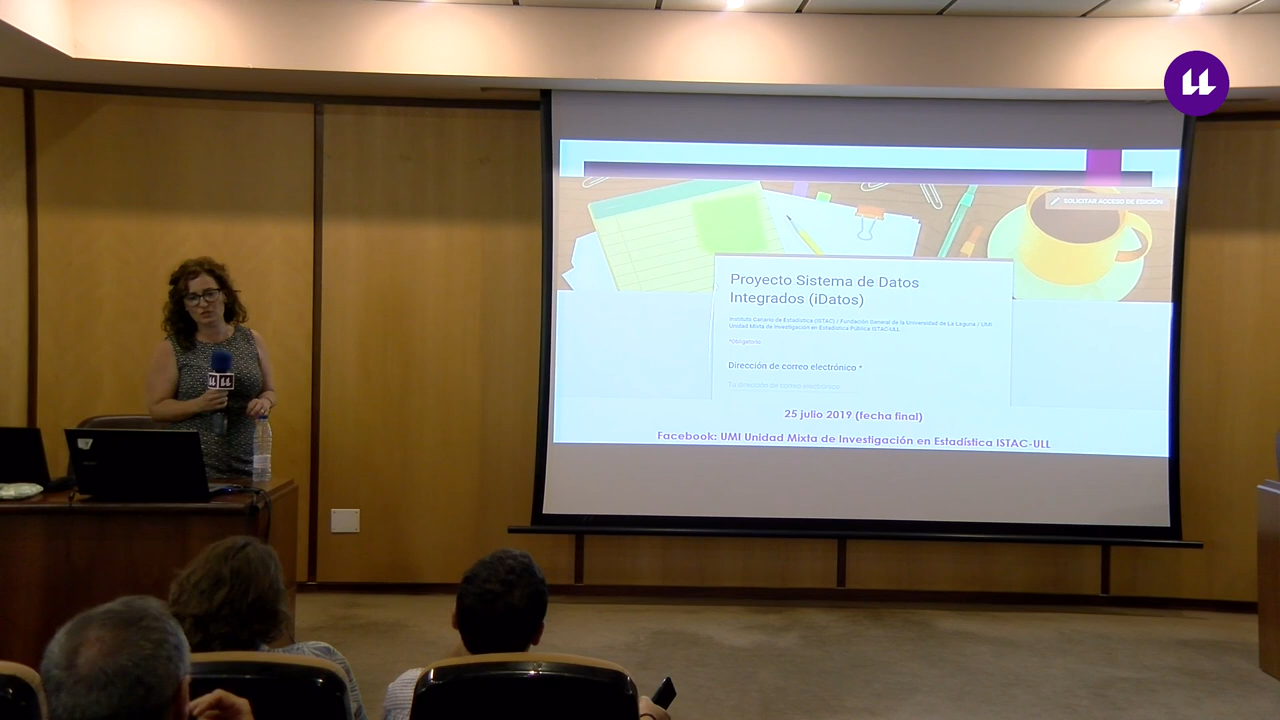 SOLICITAR ACCESO DE EDICIÓN
Proyecto Sistema de Datos
Integrados (iDatos)
Instituto Canario de Estadística (ISTAC) / Fundación General de la Universidad de La Laguna / UMI
Unidad Mixta de Investigación en Estadística Pública ISTAC-ULL
*Obligatorio
Dirección de correo electrónico *
Tu dirección de correo electrónico
25 julio 2019 (fecha final)
Facebook: UMI Unidad Mixta de Investigación en Estadística ISTAC-ULL